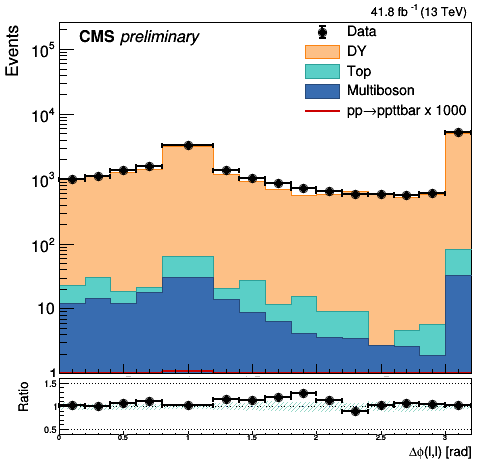 41.8 fb⁻¹ (13 TeV)
CMS preliminary
Data
DY
Top
Multiboson
pp→ppttbar x 1000
Events
10⁵
10⁴
10³
10²
10
1
Ratio
1.5
1
0.5
0 0.5 1 1.5 2 2.5 3
Δϕ(l,l) [rad]